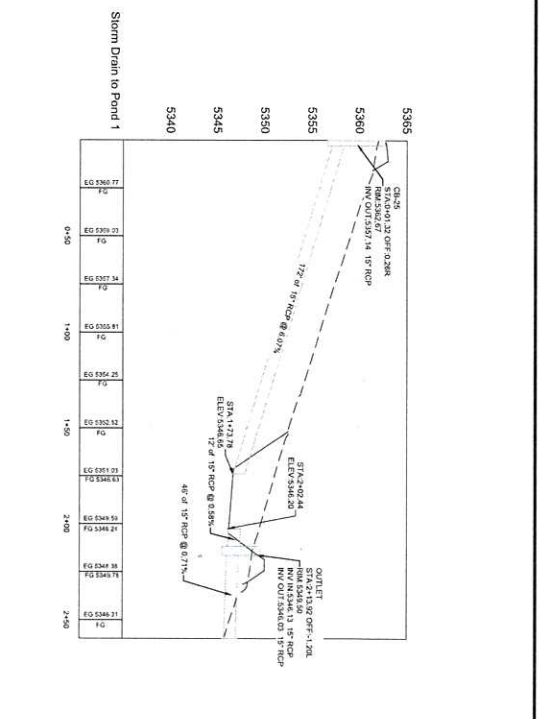 Storm Drain to Pond 1
5365
5360
5355
5350
5345
5340
CB-25
STA:0+01.32 OFF:0.26R
RIM:5362.67
INV OUT:5357.14 15" RCP
172' of 15" RCP @ 6.07%
STA:1+73.78
ELEV:5346.65
12' of 15" RCP @ 0.58%
STA:2+02.44
ELEV:5346.20
46' of 15" RCP @ 0.71%
OUTLET
STA:2+13.92 OFF:-1.20L
RIM:5349.50
INV IN:5346.13 15" RCP
INV OUT:5346.03 15" RCP
EG 5360.77
FG
EG 5359.03
FG
EG 5357.34
FG
EG 5355.81
FG
EG 5354.25
FG
EG 5352.52
FG
EG 5351.03
FG 5346.63
EG 5349.59
FG 5346.24
EG 5348.38
FG 5349.78
EG 5346.31
FG
0+50
1+00
1+50
2+00
2+50